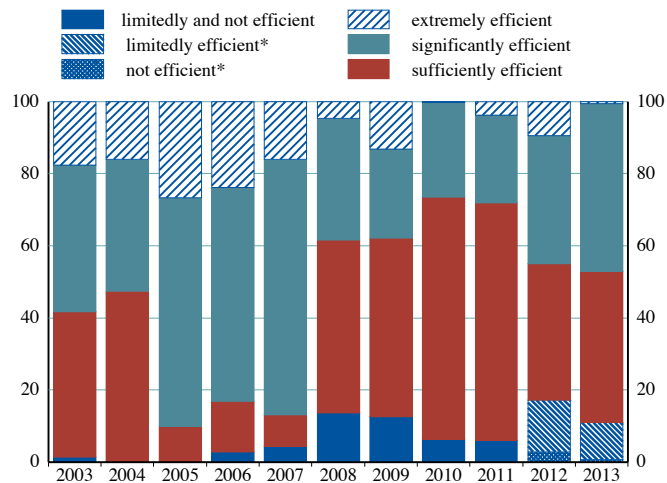 limitedly and not efficient extremely efficient
limitedly efficient* significantly efficient
not efficient* sufficiently efficient
100 100
80 80
60 60
40 40
20 20
0 0
2003 2004 2005 2006 2007 2008 2009 2010 2011 2012 2013